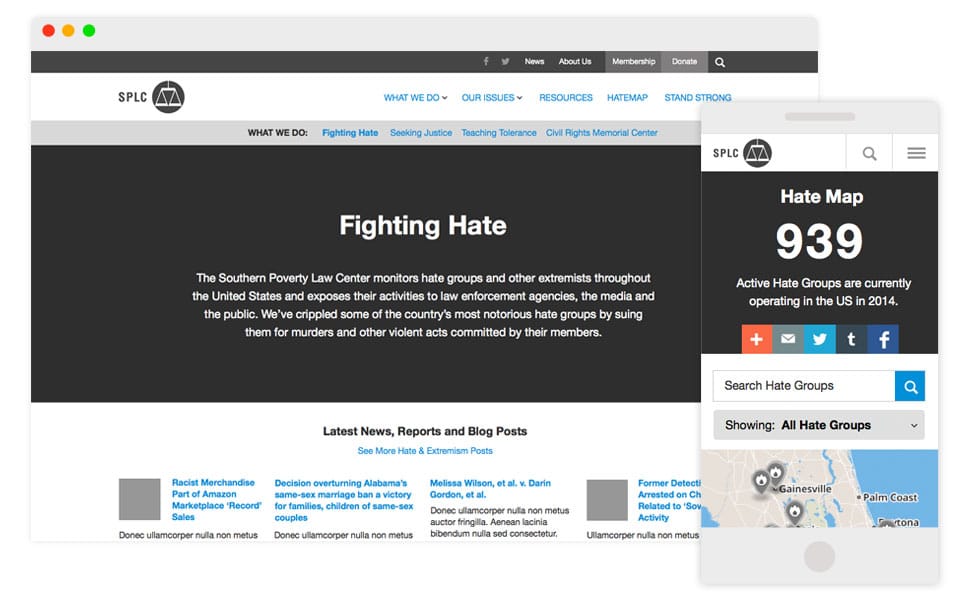 News About Us Membership Donate
SPLC
WHAT WE DO OUR ISSUES RESOURCES HATEMAP STAND STRONG
WHAT WE DO: Fighting Hate Seeking Justice Teaching Tolerance Civil Rights Memorial Center
Fighting Hate
The Southern Poverty Law Center monitors hate groups and other extremists throughout
the United States and exposes their activities to law enforcement agencies, the media and
the public. We've crippled some of the country's most notorious hate groups by suing
them for murders and other violent acts committed by their members.
Latest News, Reports and Blog Posts
See More Hate & Extremism Posts
Racist Merchandise
Part of Amazon
Marketplace 'Record'
Sales
Donec ullamcorper nulla non metus
Decision overturning Alabama's
same-sex marriage ban a victory
for families, children of same-sex
couples
Donec ullamcorper nulla non metus
Melissa Wilson, et al. v. Darin
Gordon, et al.
Donec ullamcorper nulla non metus
auctor fringilla. Aenean lacinia
bibendum nulla sed consectetur.
Former Detecti
Arrested on Ch
Related to 'Sov
Activity
Ullamcorper nulla non metus
SPLC
Hate Map
939
Active Hate Groups are currently
operating in the US in 2014.
Search Hate Groups
Showing: All Hate Groups
Gainesville
Palm Coast